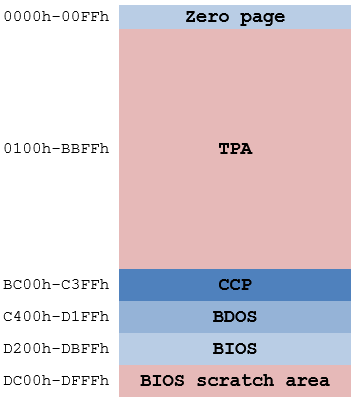 0000h–00FFh Zero page
0100h–BBFFh TPA
BC00h–C3FFh CCP
C400h–D1FFh BDOS
D200h–DBFFh BIOS
DC00h–DFFFh BIOS scratch area